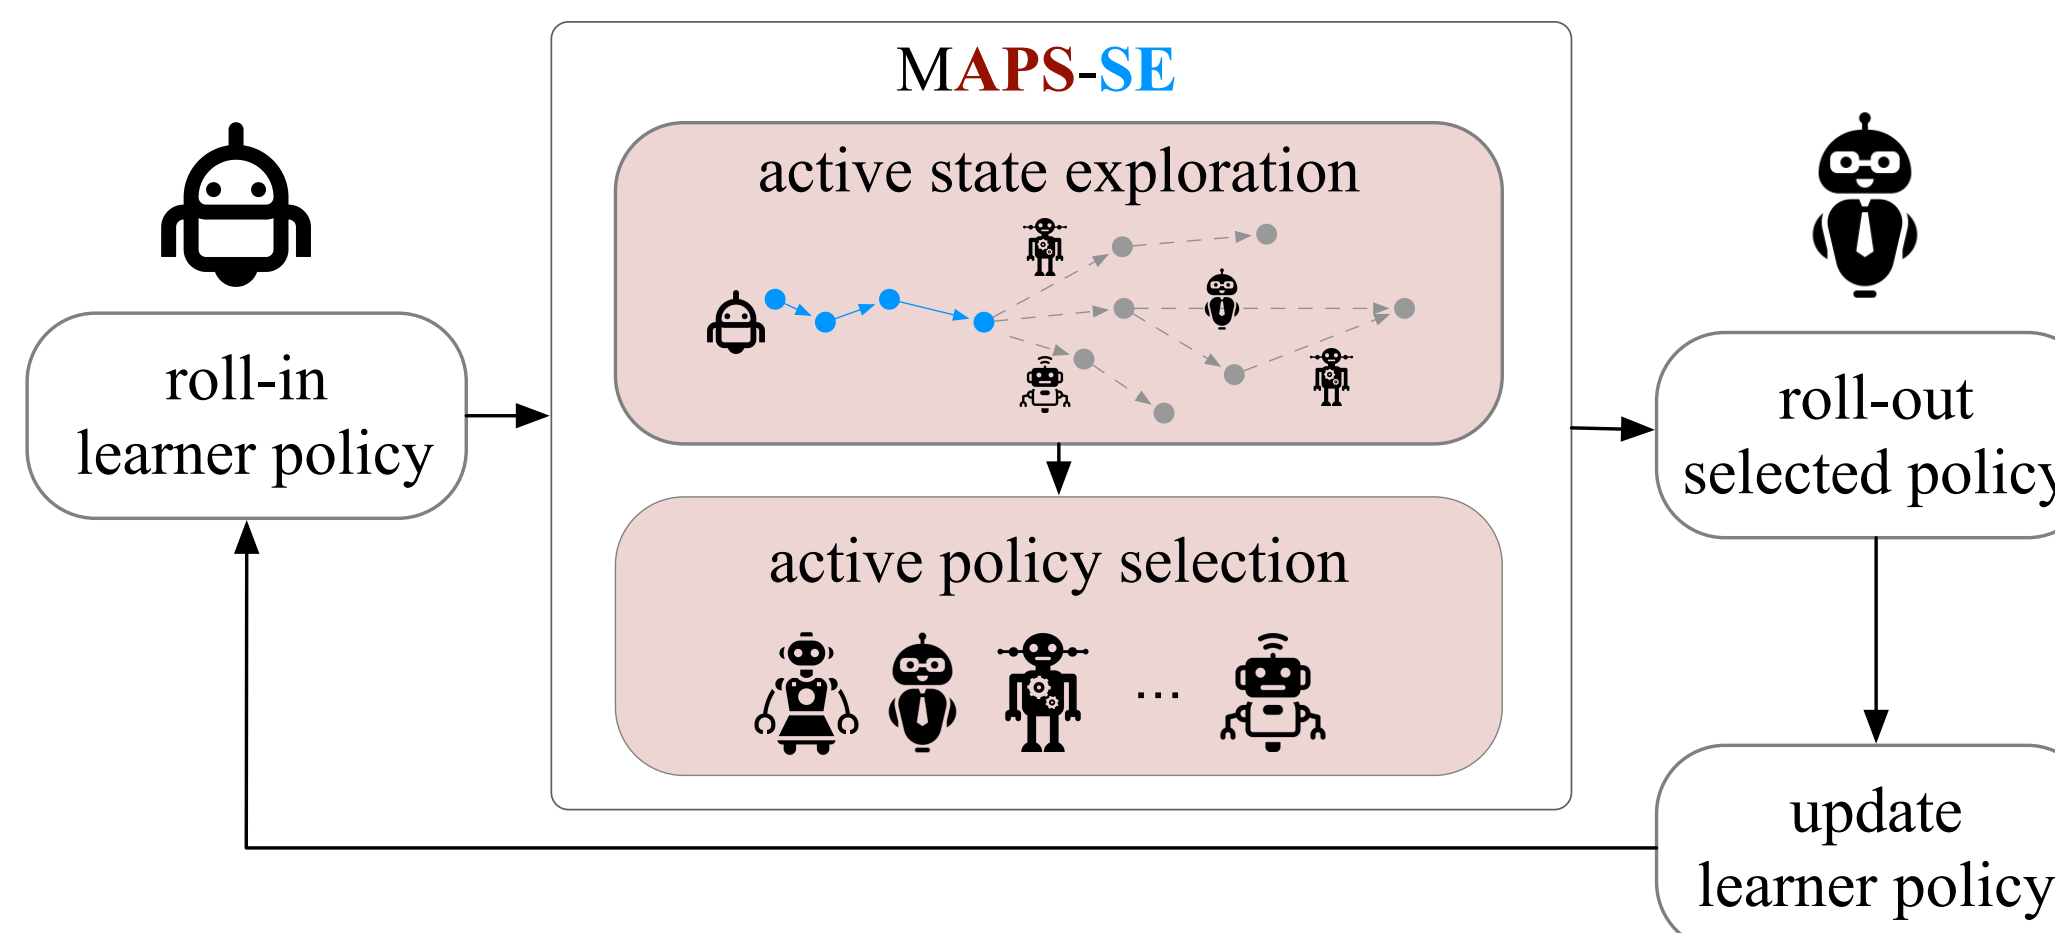 MAPS-SE
active state exploration
roll-in
learner policy
active policy selection
...
roll-out
selected policy
update
learner policy